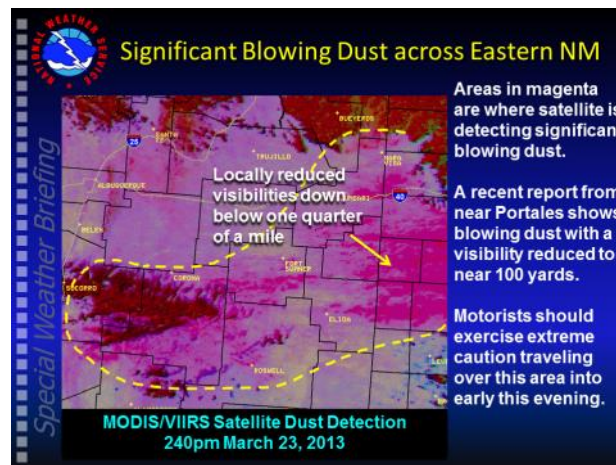 NATIONAL WEATHER SERVICE
Significant Blowing Dust across Eastern NM
Special Weather Briefing
Areas in magenta
are where satellite is
detecting significan
blowing dust.
A recent report from
near Portales shows
blowing dust with a
visibility reduced to
near 100 yards.
Motorists should
exercise extreme
caution traveling
over this area into
early this evening.
BUEYEROS
25
TRUJILLO
ALBUQUERQUE
40
Locally reduced
visibilities down
below one quarter
of a mile
BELEN
FORT
SUMNER
CORONA
SOCORRO
ELIDA
ROSWELL
MODIS/VIIRS Satellite Dust Detection
240pm March 23, 2013